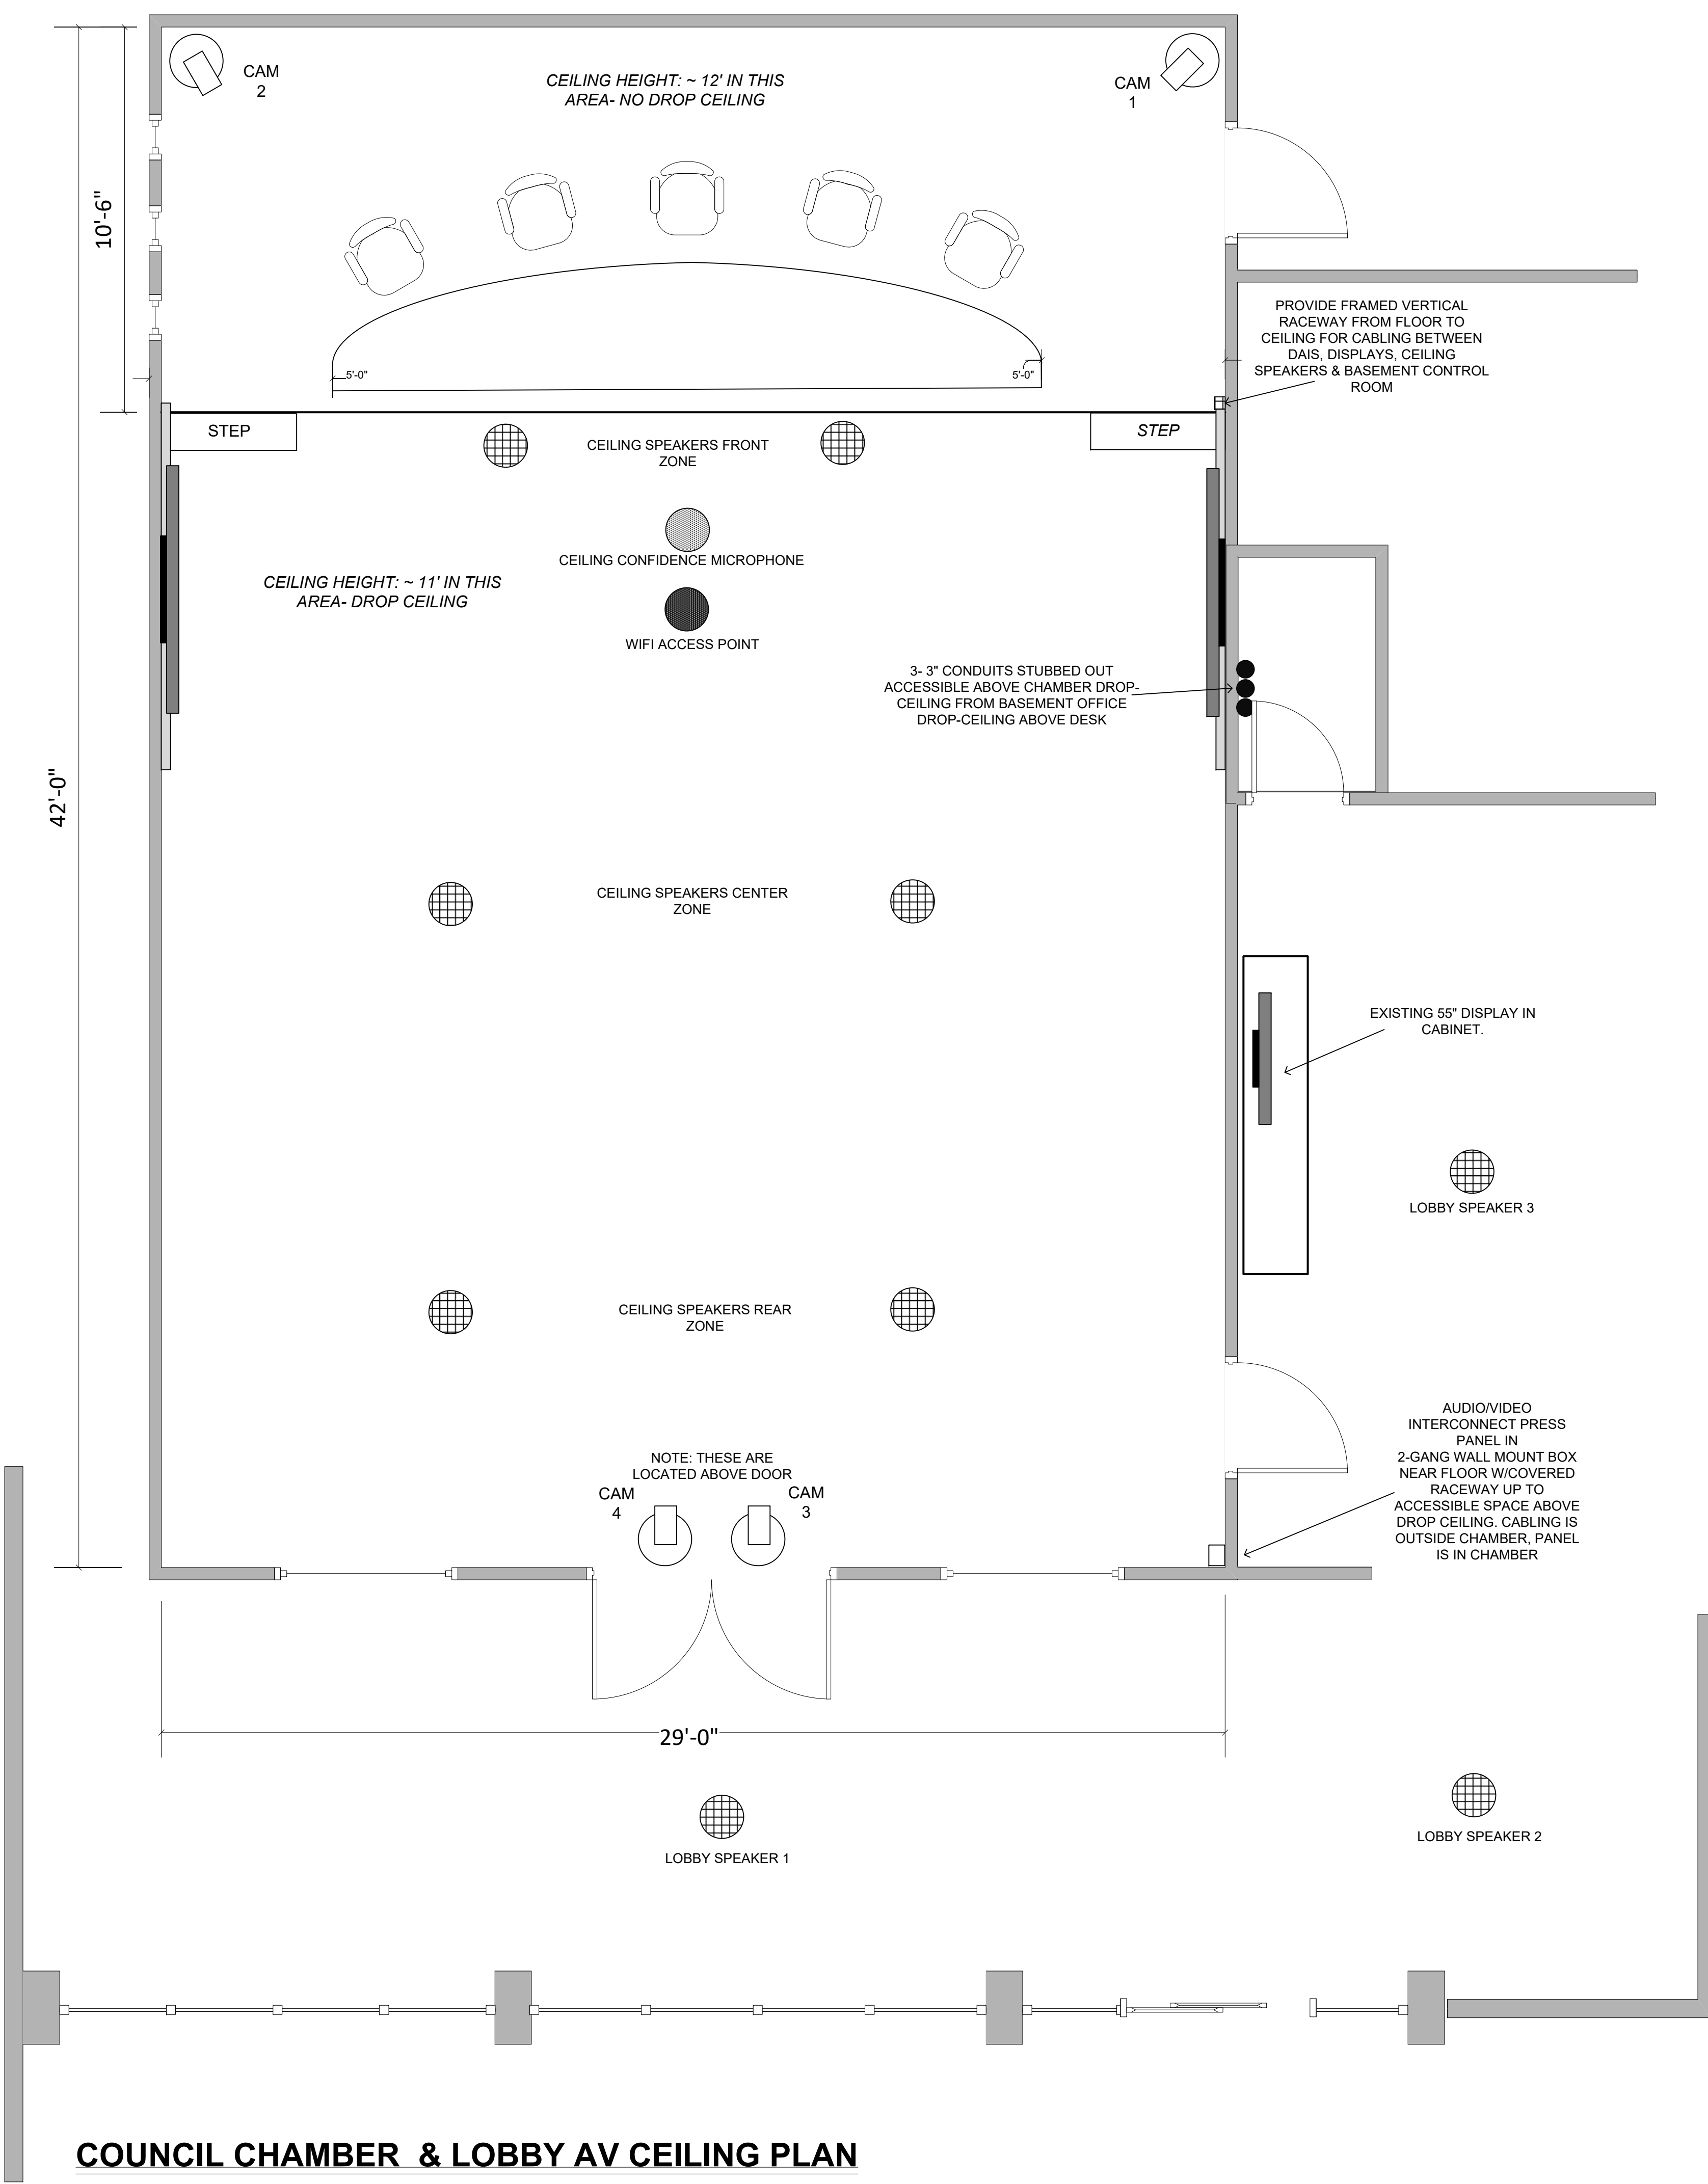 CAM
2
CEILING HEIGHT: ~ 12' IN THIS
AREA- NO DROP CEILING
CAM
1
10'-6"
PROVIDE FRAMED VERTICAL
RACEWAY FROM FLOOR TO
CEILING FOR CABLING BETWEEN
DAIS, DISPLAYS, CEILING
SPEAKERS & BASEMENT CONTROL
ROOM
5'-0"
5'-0"
STEP
STEP
CEILING SPEAKERS FRONT
ZONE
CEILING CONFIDENCE MICROPHONE
CEILING HEIGHT: ~ 11' IN THIS
AREA- DROP CEILING
WIFI ACCESS POINT
3- 3" CONDUITS STUBBED OUT
ACCESSIBLE ABOVE CHAMBER DROP-
CEILING FROM BASEMENT OFFICE
DROP-CEILING ABOVE DESK
42'-0"
CEILING SPEAKERS CENTER
ZONE
EXISTING 55" DISPLAY IN
CABINET.
LOBBY SPEAKER 3
CEILING SPEAKERS REAR
ZONE
AUDIO/VIDEO
INTERCONNECT PRESS
PANEL IN
2-GANG WALL MOUNT BOX
NEAR FLOOR W/COVERED
RACEWAY UP TO
ACCESSIBLE SPACE ABOVE
DROP CEILING. CABLING IS
OUTSIDE CHAMBER, PANEL
IS IN CHAMBER
NOTE: THESE ARE
LOCATED ABOVE DOOR
CAM
4
CAM
3
29'-0"
LOBBY SPEAKER 1
LOBBY SPEAKER 2
COUNCIL CHAMBER & LOBBY AV CEILING PLAN